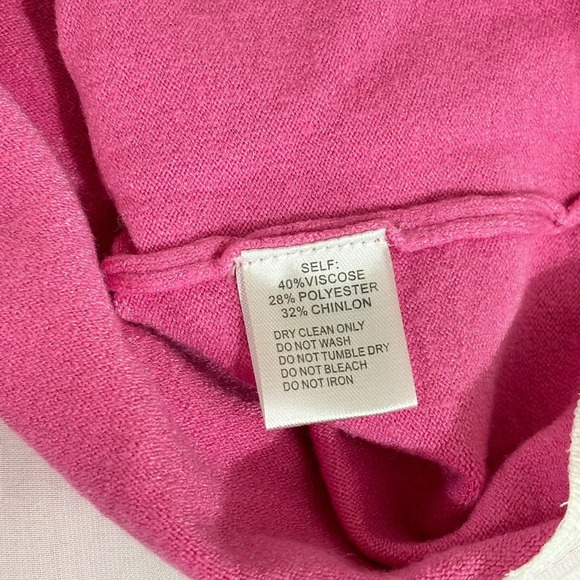 SELF:
40%VISCOSE
28% POLYESTER
32% CHINLON
DRY CLEAN ONLY
DO NOT WASH
DO NOT TUMBLE DRY
DO NOT BLEACH
DO NOT IRON